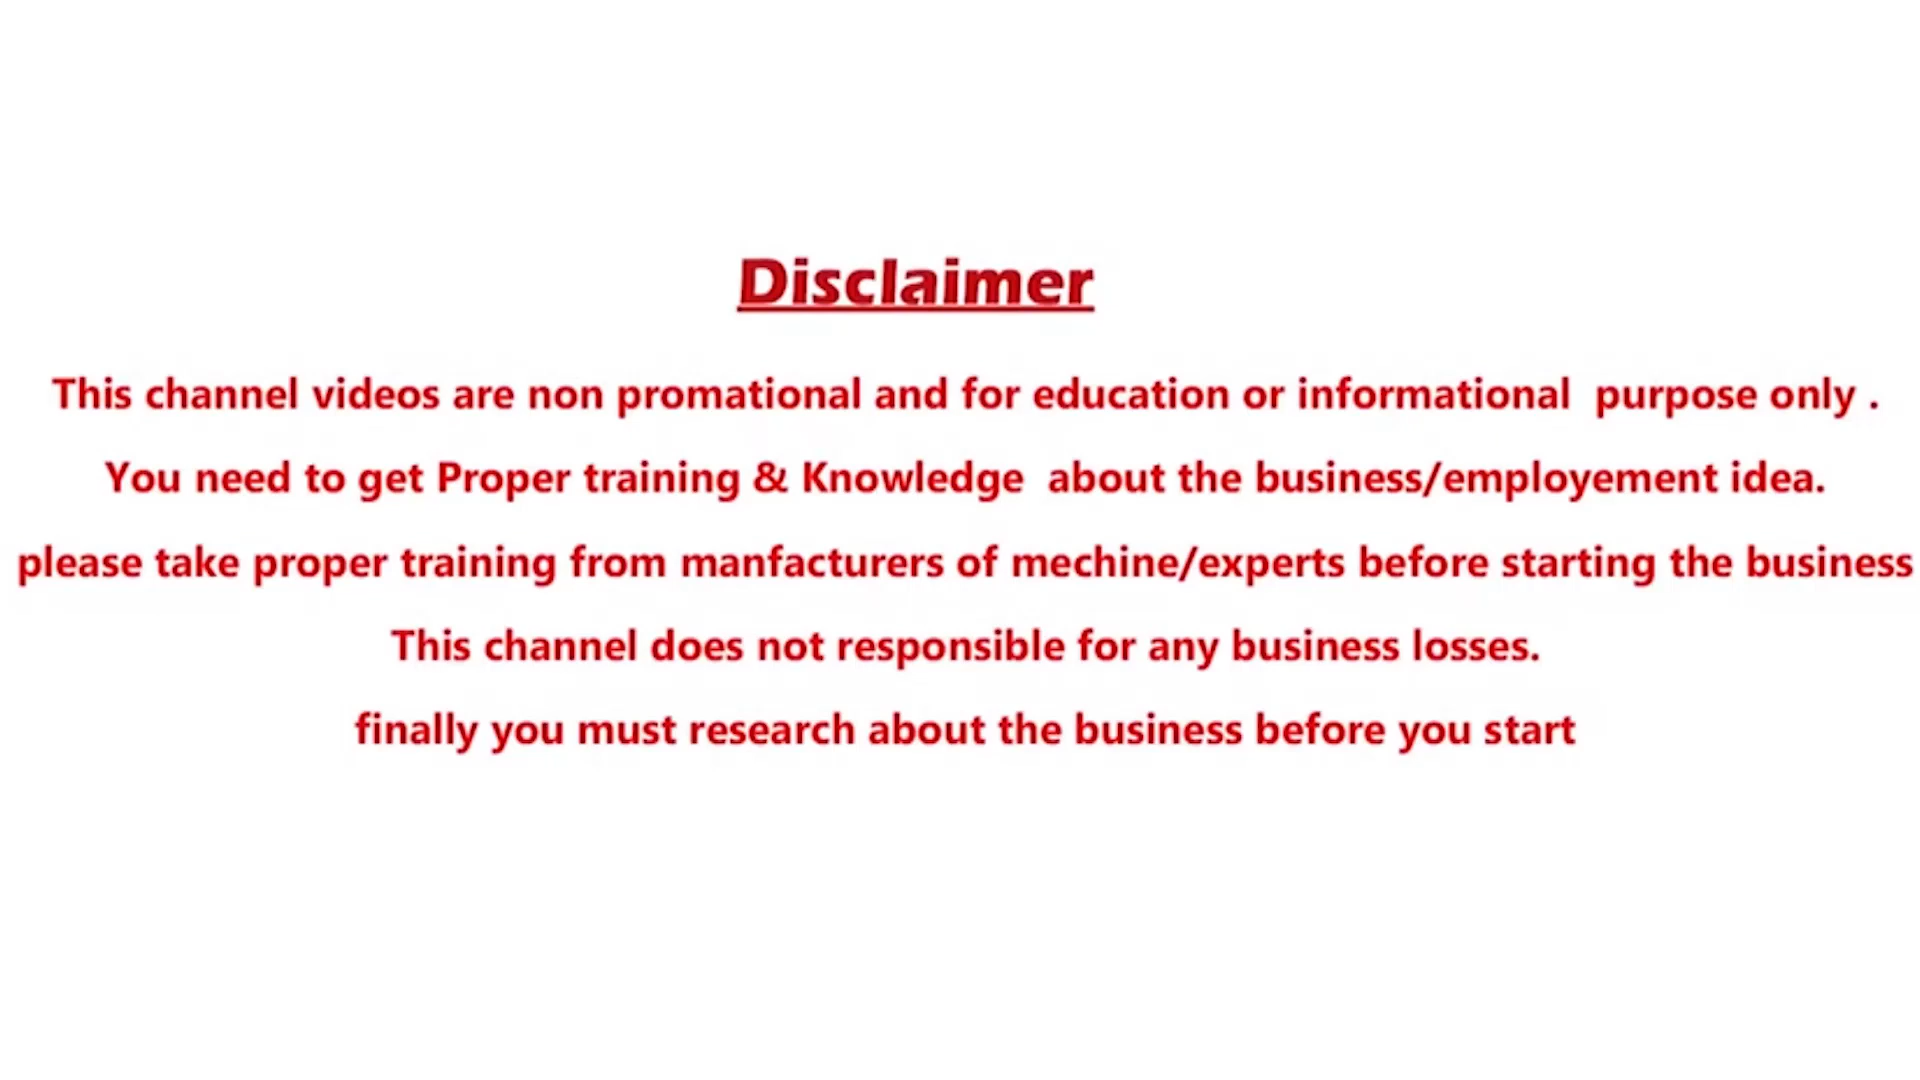 Disclaimer
This channel videos are non promational and for education or informational purpose only .
You need to get Proper training & Knowledge about the business/employement idea.
please take proper training from manfacturers of mechine/experts before starting the business
This channel does not responsible for any business losses.
finally you must research about the business before you start